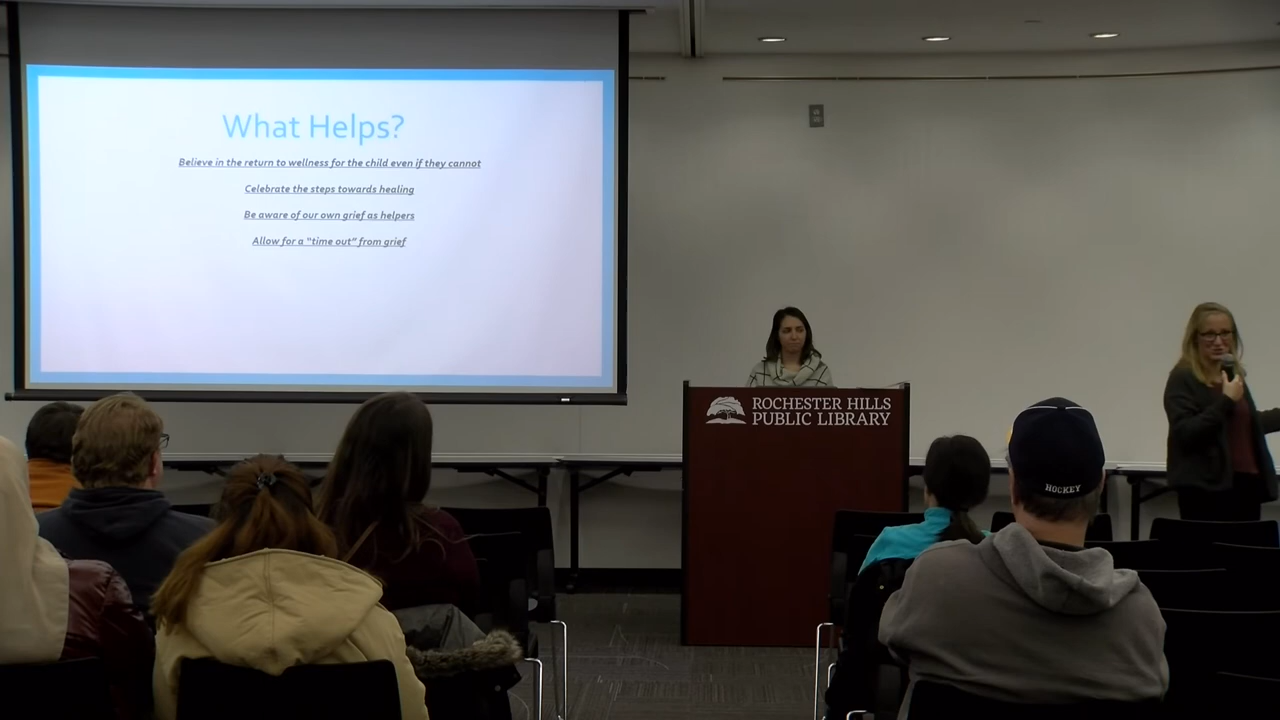 What Helps?
Believe in the return to wellness for the child even if they cannot
Celebrate the steps towards healing
Be aware of our own grief as helpers
Allow for a "time out" from grief
ROCHESTER HILLS
PUBLIC LIBRARY
HOCKEY